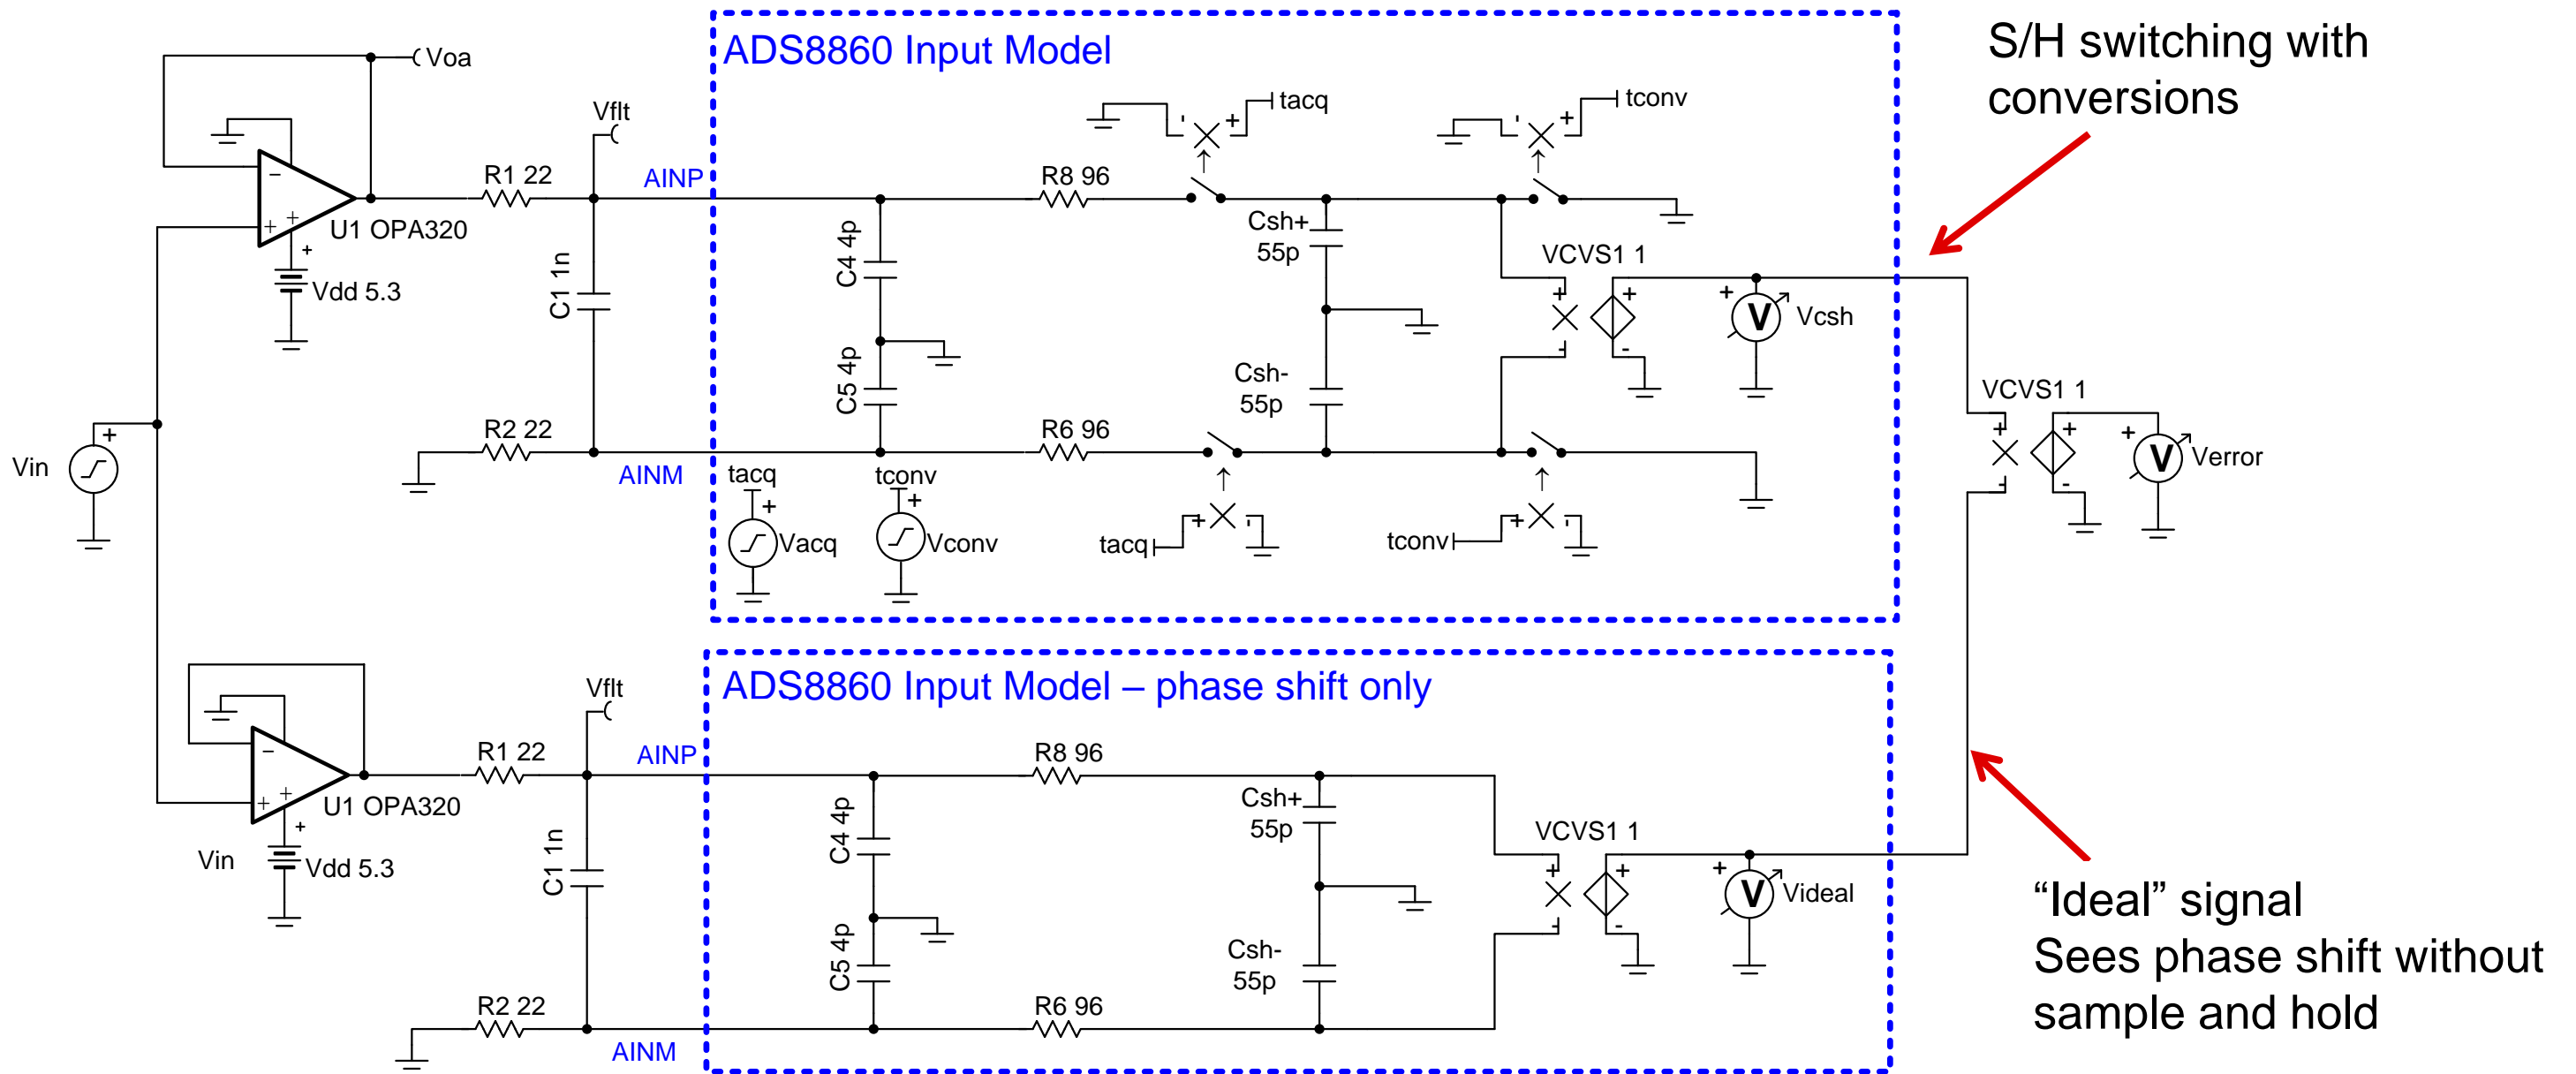 ADS8860 Input Model
S/H switching with
conversions
Voa
Vflt
tacq
tconv
R1 22
AINP
R8 96
U1 OPA320
Vdd 5.3
C1 1n
C4 4p
C5 4p
Csh+
55p
Csh-
55p
VCVS1 1
Vcsh
VCVS1 1
Verror
Vin
R2 22
AINM
R6 96
tacq
tconv
Vacq
Vconv
tacq
tconv
ADS8860 Input Model – phase shift only
Vflt
R1 22
AINP
R8 96
U1 OPA320
Vin
Vdd 5.3
C1 1n
C4 4p
C5 4p
Csh+
55p
Csh-
55p
VCVS1 1
Videal
R2 22
AINM
R6 96
“Ideal” signal
Sees phase shift without
sample and hold